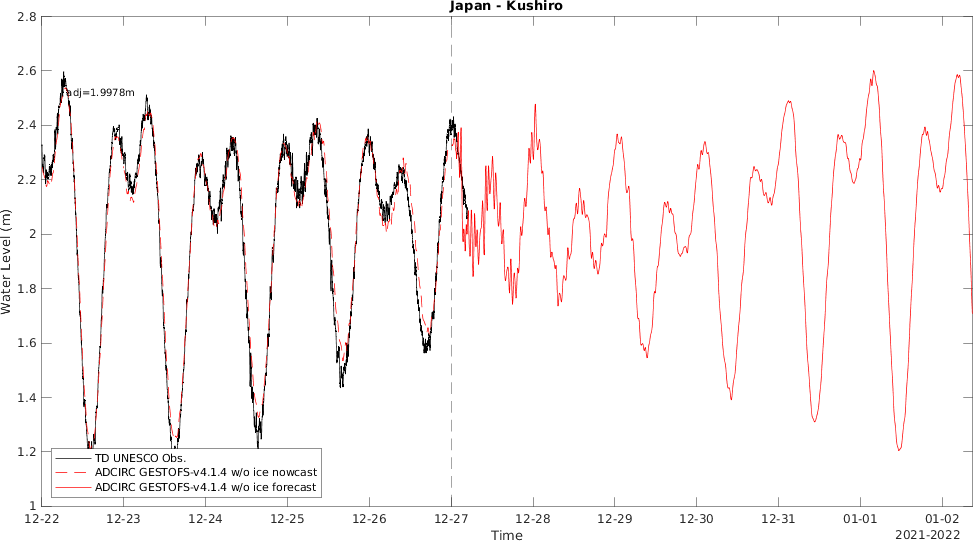 Japan - Kushiro
2.8
2.6
2.4
2.2
2
1.8
1.6
1.4
1.2
1
Water Level (m)
adj=1.9978m
TD UNESCO Obs.
ADCIRC GESTOFS-v4.1.4 w/o ice nowcast
ADCIRC GESTOFS-v4.1.4 w/o ice forecast
12-22 12-23 12-24 12-25 12-26 12-27 12-28 12-29 12-30 12-31 01-01 01-02
Time
2021-2022